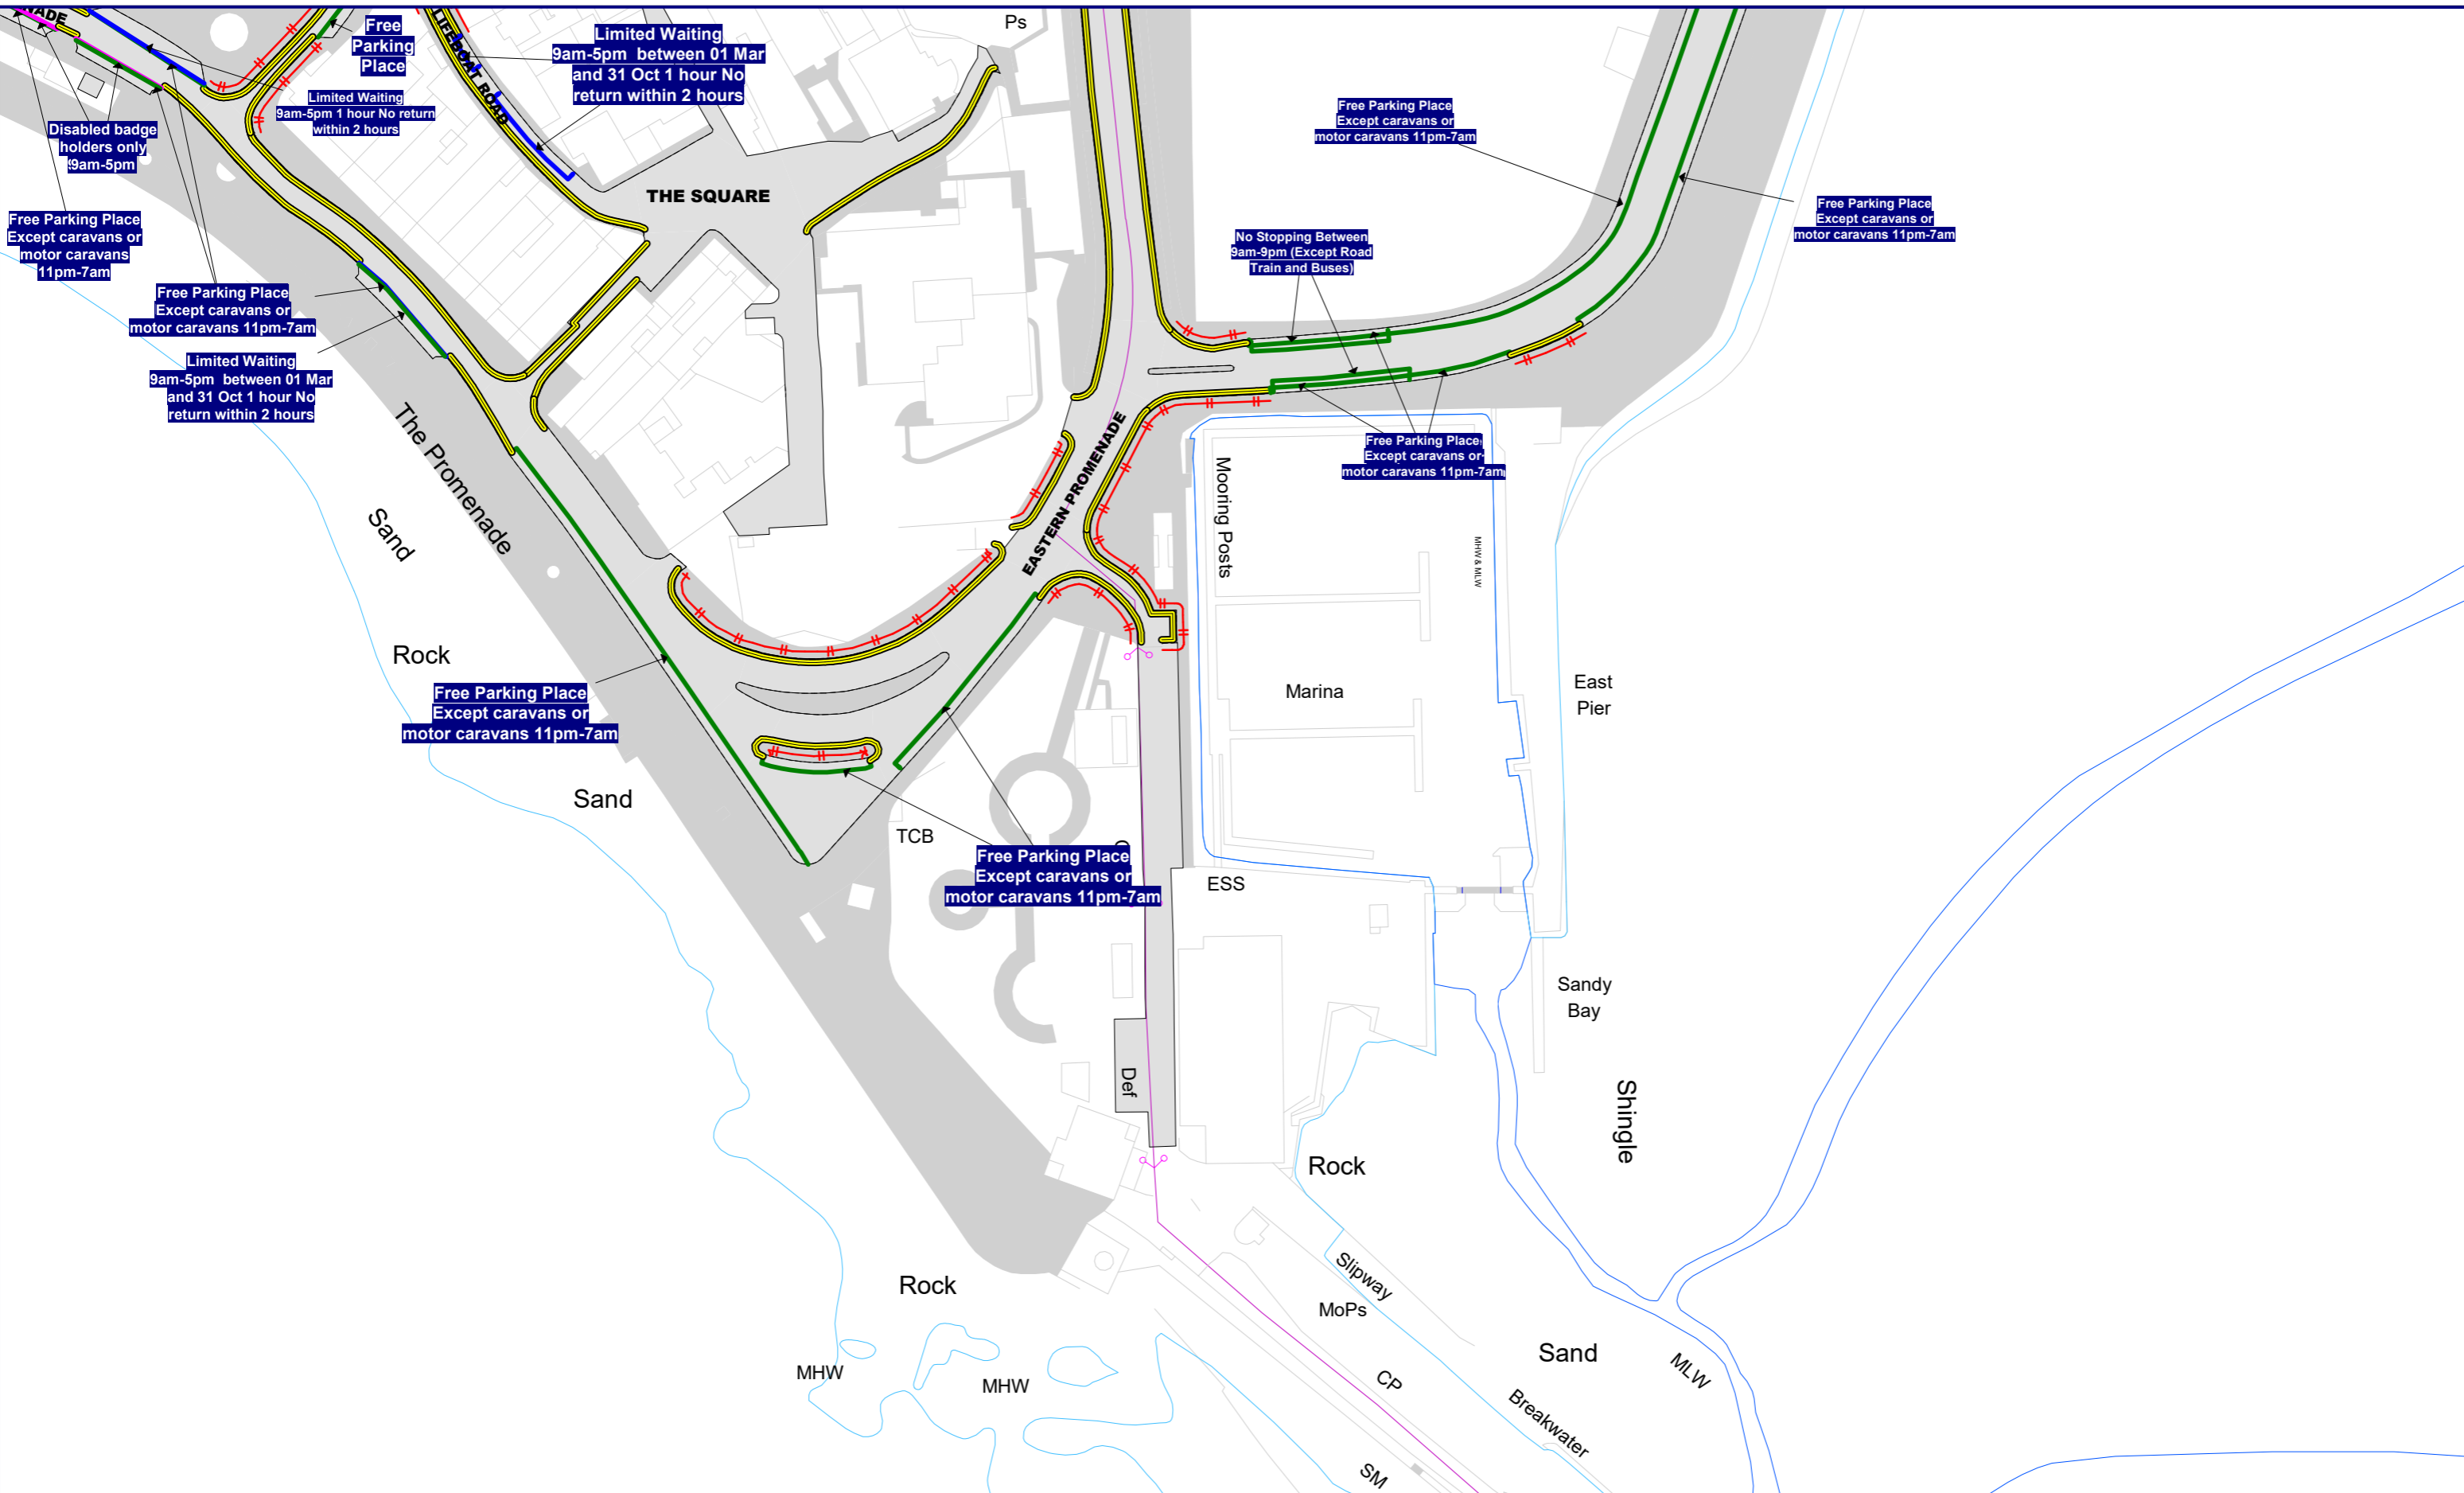 NADE
Free
Parking
Place
LIFEBOAT ROAD
Limited Waiting
9am-5pm between 01 Mar
and 31 Oct 1 hour No
return within 2 hours
Ps
Limited Waiting
9am-5pm 1 hour No return
within 2 hours
Disabled badge
holders only
9am-5pm
Free Parking Place
Except caravans or
motor caravans 11pm-7am
THE SQUARE
Free Parking Place
Except caravans or
motor caravans 11pm-7am
Free Parking Place
Except caravans or
motor caravans
11pm-7am
No Stopping Between
9am-9pm (Except Road
Train and Buses)
Free Parking Place
Except caravans or
motor caravans 11pm-7am
Limited Waiting
9am-5pm between 01 Mar
and 31 Oct 1 hour No
return within 2 hours
The Promenade
EASTERN PROMENADE
Free Parking Place
Except caravans or
motor caravans 11pm-7am
Mooring Posts
MHW & MLW
Sand
Rock
Free Parking Place
Except caravans or
motor caravans 11pm-7am
Marina
East
Pier
Sand
TCB
Free Parking Place
Except caravans or
motor caravans 11pm-7am
ESS
Sandy
Bay
Def
Shingle
Rock
Rock
Slipway
MoPs
Sand
MLW
MHW
MHW
CP
Breakwater
SM